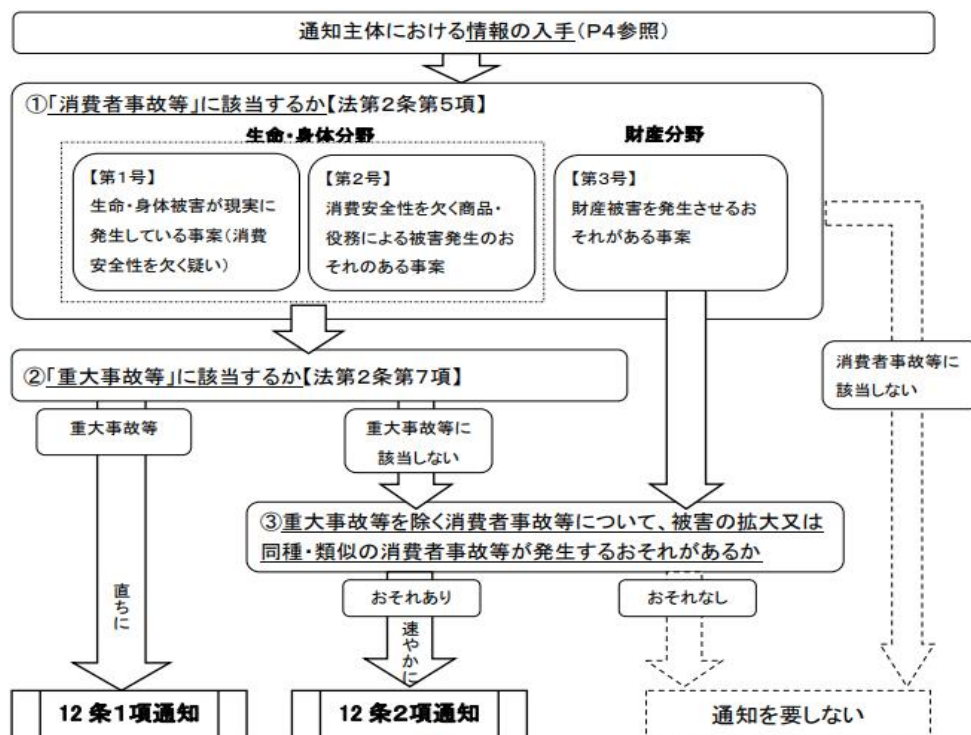 通知主体における情報の入手(P4参照)
①「消費者事故等」に該当するか【法第2条第5項】
生命・身体分野
財産分野
【第1号】
生命・身体被害が現実に
発生している事案(消費
安全性を欠く疑い)
【第2号】
消費安全性を欠く商品・
役務による被害発生のお
それのある事案
【第3号】
財産被害を発生させるお
それがある事案
消費者事故等に
該当しない
②「重大事故等」に該当するか【法第2条第7項】
重大事故等
重大事故等に
該当しない
③重大事故等を除く消費者事故等について、被害の拡大又は
同種・類似の消費者事故等が発生するおそれがあるか
おそれあり
おそれなし
直ちに
速やかに
12条1項通知
12条2項通知
通知を要しない